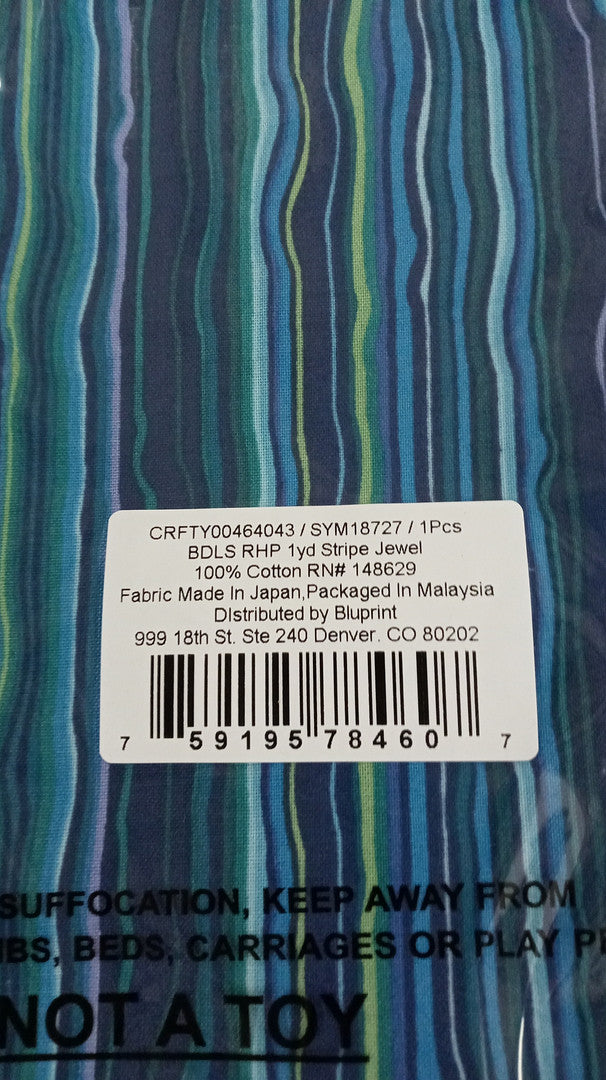 CRFTY00464043 / SYM18727 / 1Pcs
BDLS RHP 1yd Stripe Jewel
100% Cotton RN# 148629
Fabric Made In Japan,Packaged In Malaysia
DIstributed by Bluprint
999 18th St. Ste 240 Denver. CO 80202
7 59195 78460 7
SUFFOCATION, KEEP AWAY FROM
IBS, BEDS, CARRIAGES OR PLAY PE
NOT A TOY